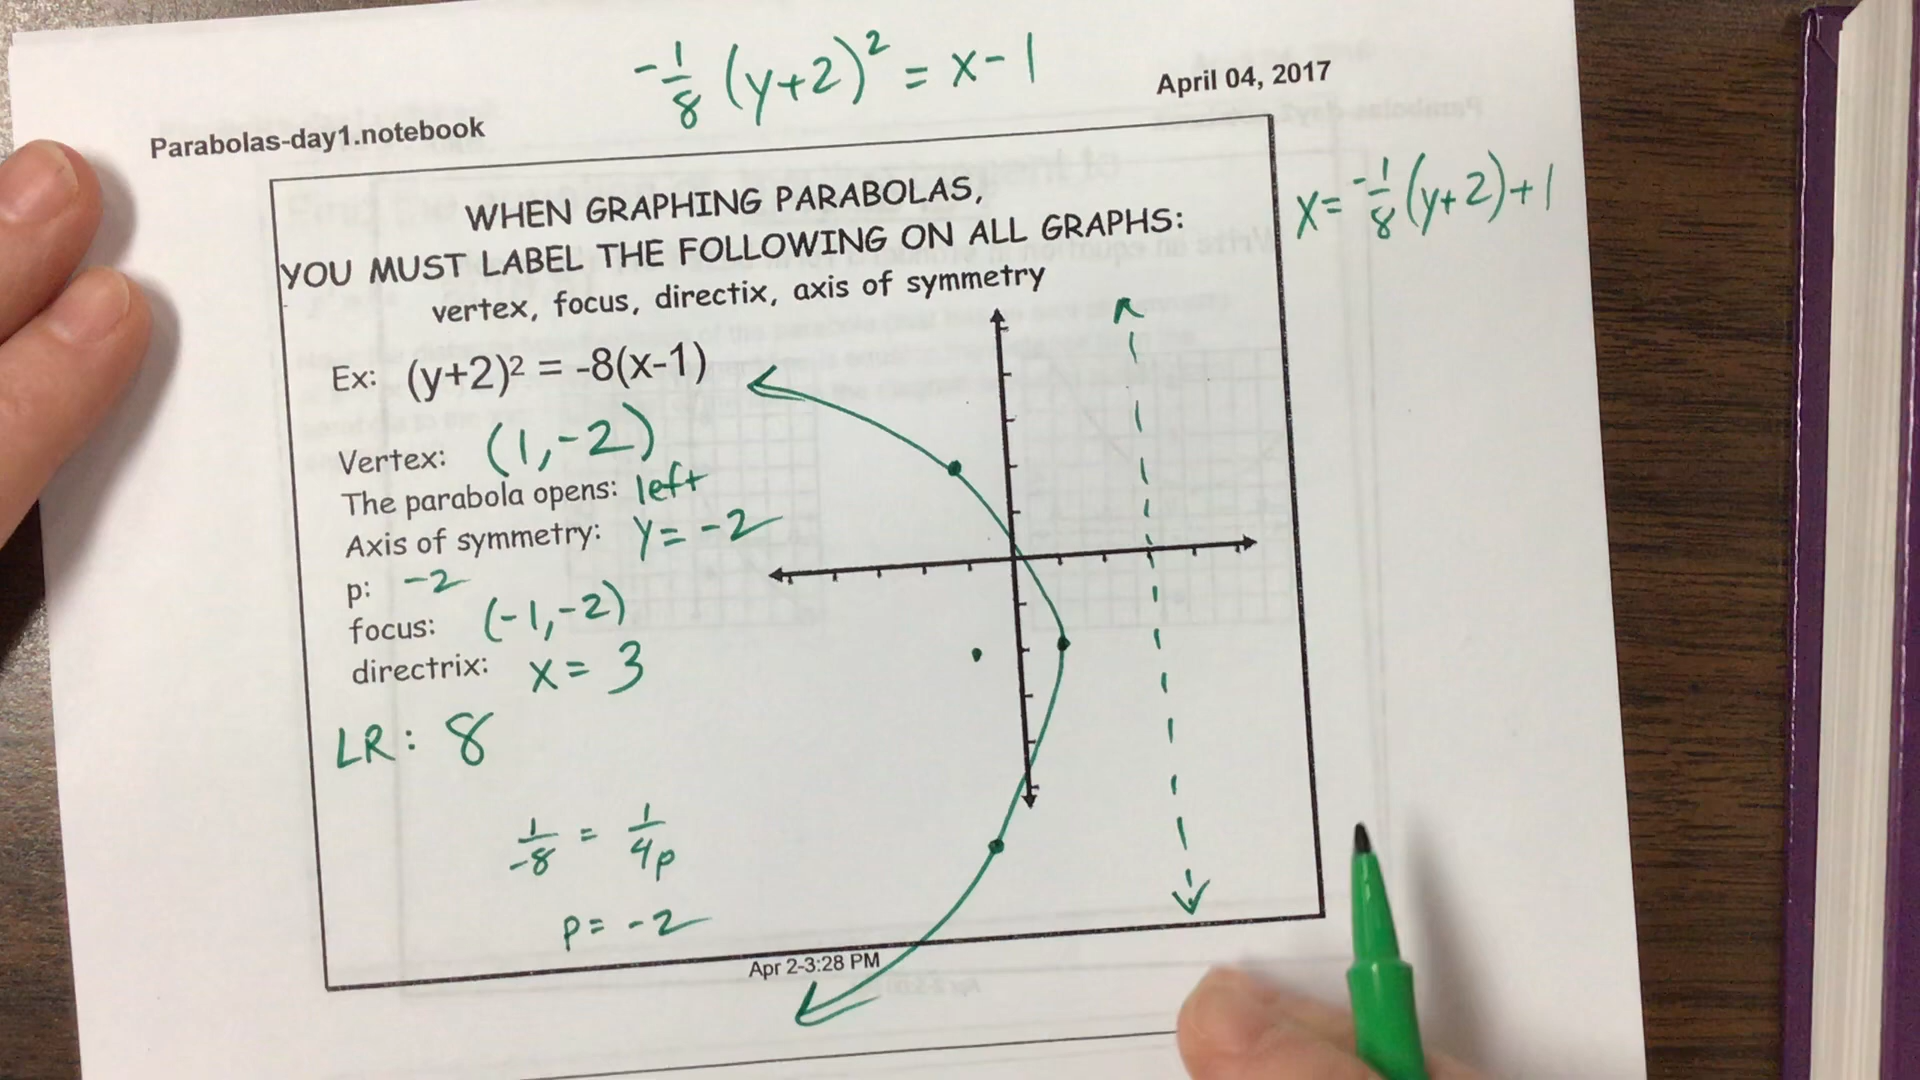 -1/8 (y+2)² = x-1
April 04, 2017
Parabolas-day1.notebook
x= -1/8 (y+2)+1
WHEN GRAPHING PARABOLAS,
YOU MUST LABEL THE FOLLOWING ON ALL GRAPHS:
vertex, focus, directix, axis of symmetry
Ex: (y+2)² = -8(x-1)
Vertex: (1,-2)
The parabola opens: left
Axis of symmetry: y= -2
p: -2
focus: (-1,-2)
directrix: x= 3
LR: 8
1/-8 = 1/4p
p= -2
Apr 2-3:28 PM